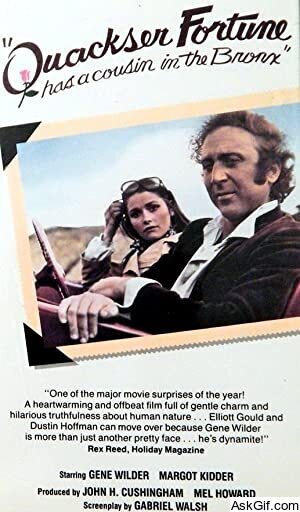 "Quackser Fortune
has a cousin in the Bronx"
"One of the major movie surprises of the year!
A heartwarming and offbeat film full of gentle charm and
hilarious truthfulness about human nature . . . Elliott Gould and
Dustin Hoffman can move over because Gene Wilder
is more than just another pretty face . . . he's dynamite!"
Rex Reed, Holiday Magazine
Starring GENE WILDER MARGOT KIDDER
Produced by JOHN H. CUSHINGHAM MEL HOWARD
Screenplay by GABRIEL WALSH
AskGif.com